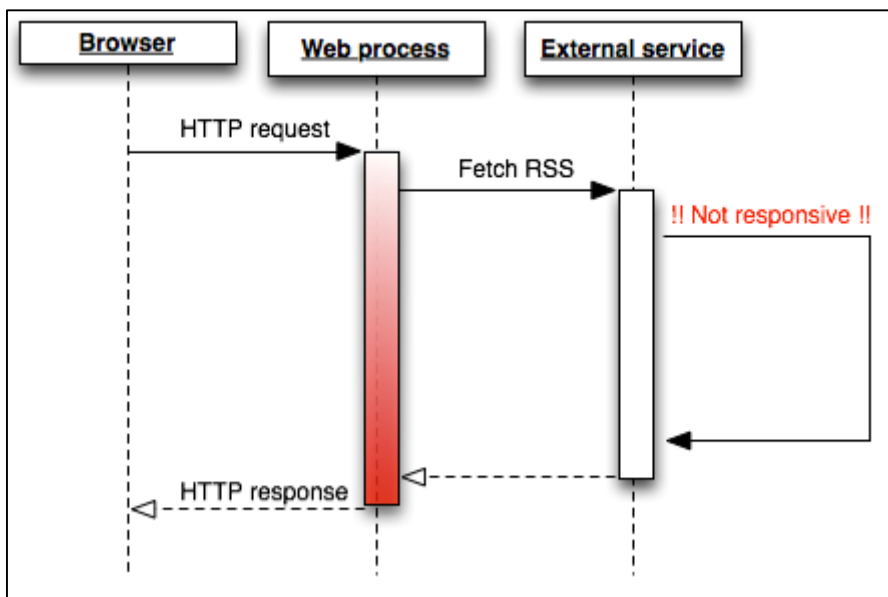 Browser
Web process
External service
HTTP request
Fetch RSS
!! Not responsive !!
HTTP response